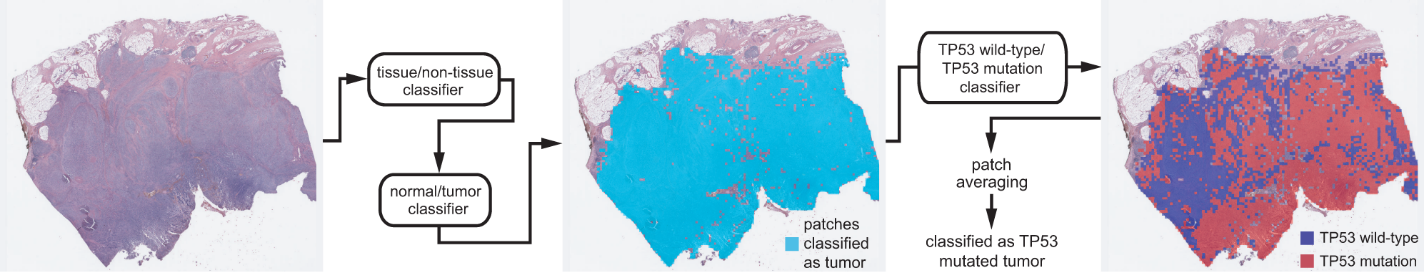 tissue/non-tissue
classifier
normal/tumor
classifier
patches
classified
as tumor
TP53 wild-type/
TP53 mutation
classifier
patch
averaging
classified as TP53
mutated tumor
TP53 wild-type
TP53 mutation